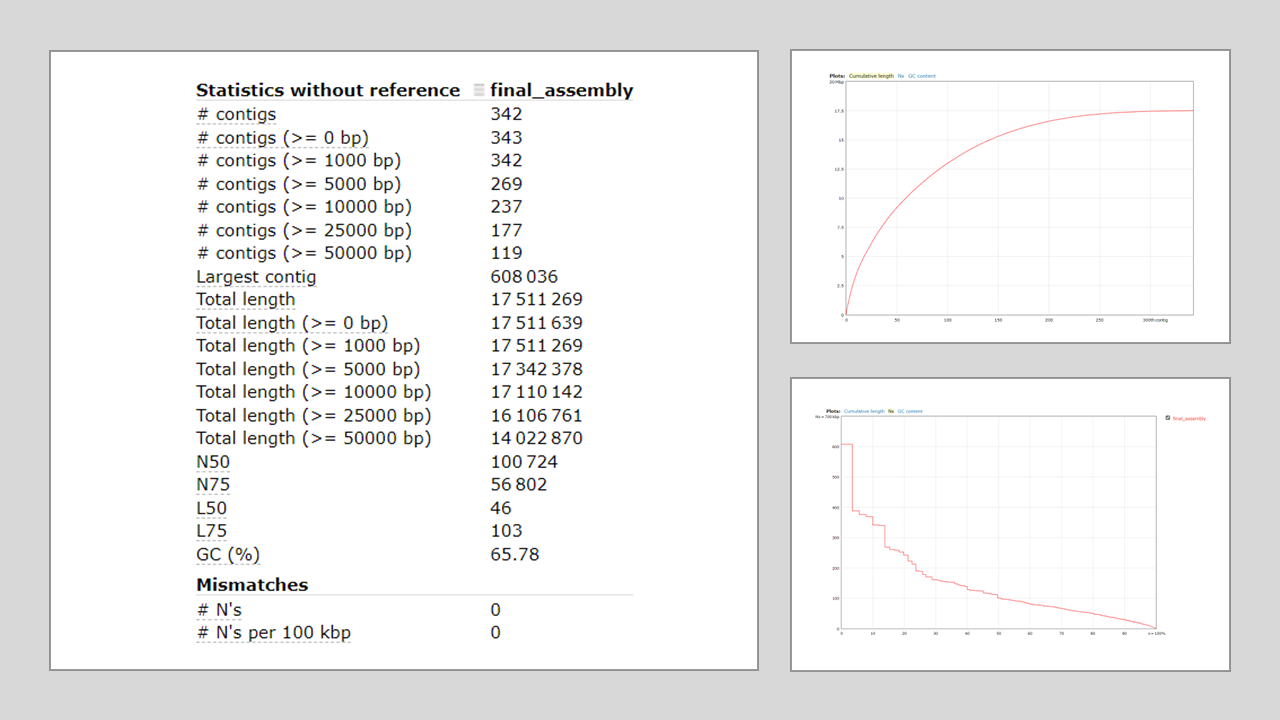 Statistics without reference final_assembly
# contigs 342
# contigs (>= 0 bp) 343
# contigs (>= 1000 bp) 342
# contigs (>= 5000 bp) 269
# contigs (>= 10000 bp) 237
# contigs (>= 25000 bp) 177
# contigs (>= 50000 bp) 119
Largest contig 608 036
Total length 17 511 269
Total length (>= 0 bp) 17 511 639
Total length (>= 1000 bp) 17 511 269
Total length (>= 5000 bp) 17 342 378
Total length (>= 10000 bp) 17 110 142
Total length (>= 25000 bp) 16 106 761
Total length (>= 50000 bp) 14 022 870
N50 100 724
N75 56 802
L50 46
L75 103
GC (%) 65.78
Mismatches
# N's 0
# N's per 100 kbp 0
Plots: Cumulative length Nx GC content
20 Mbp
17.5
15
12.5
10
7.5
5
2.5
0
0 50 100 150 200 250 300th contig
Plots: Cumulative length Nx GC content
Nx = 700 kbp
final_assembly
600
500
400
300
200
100
0
0 10 20 30 40 50 60 70 80 90 x = 100%